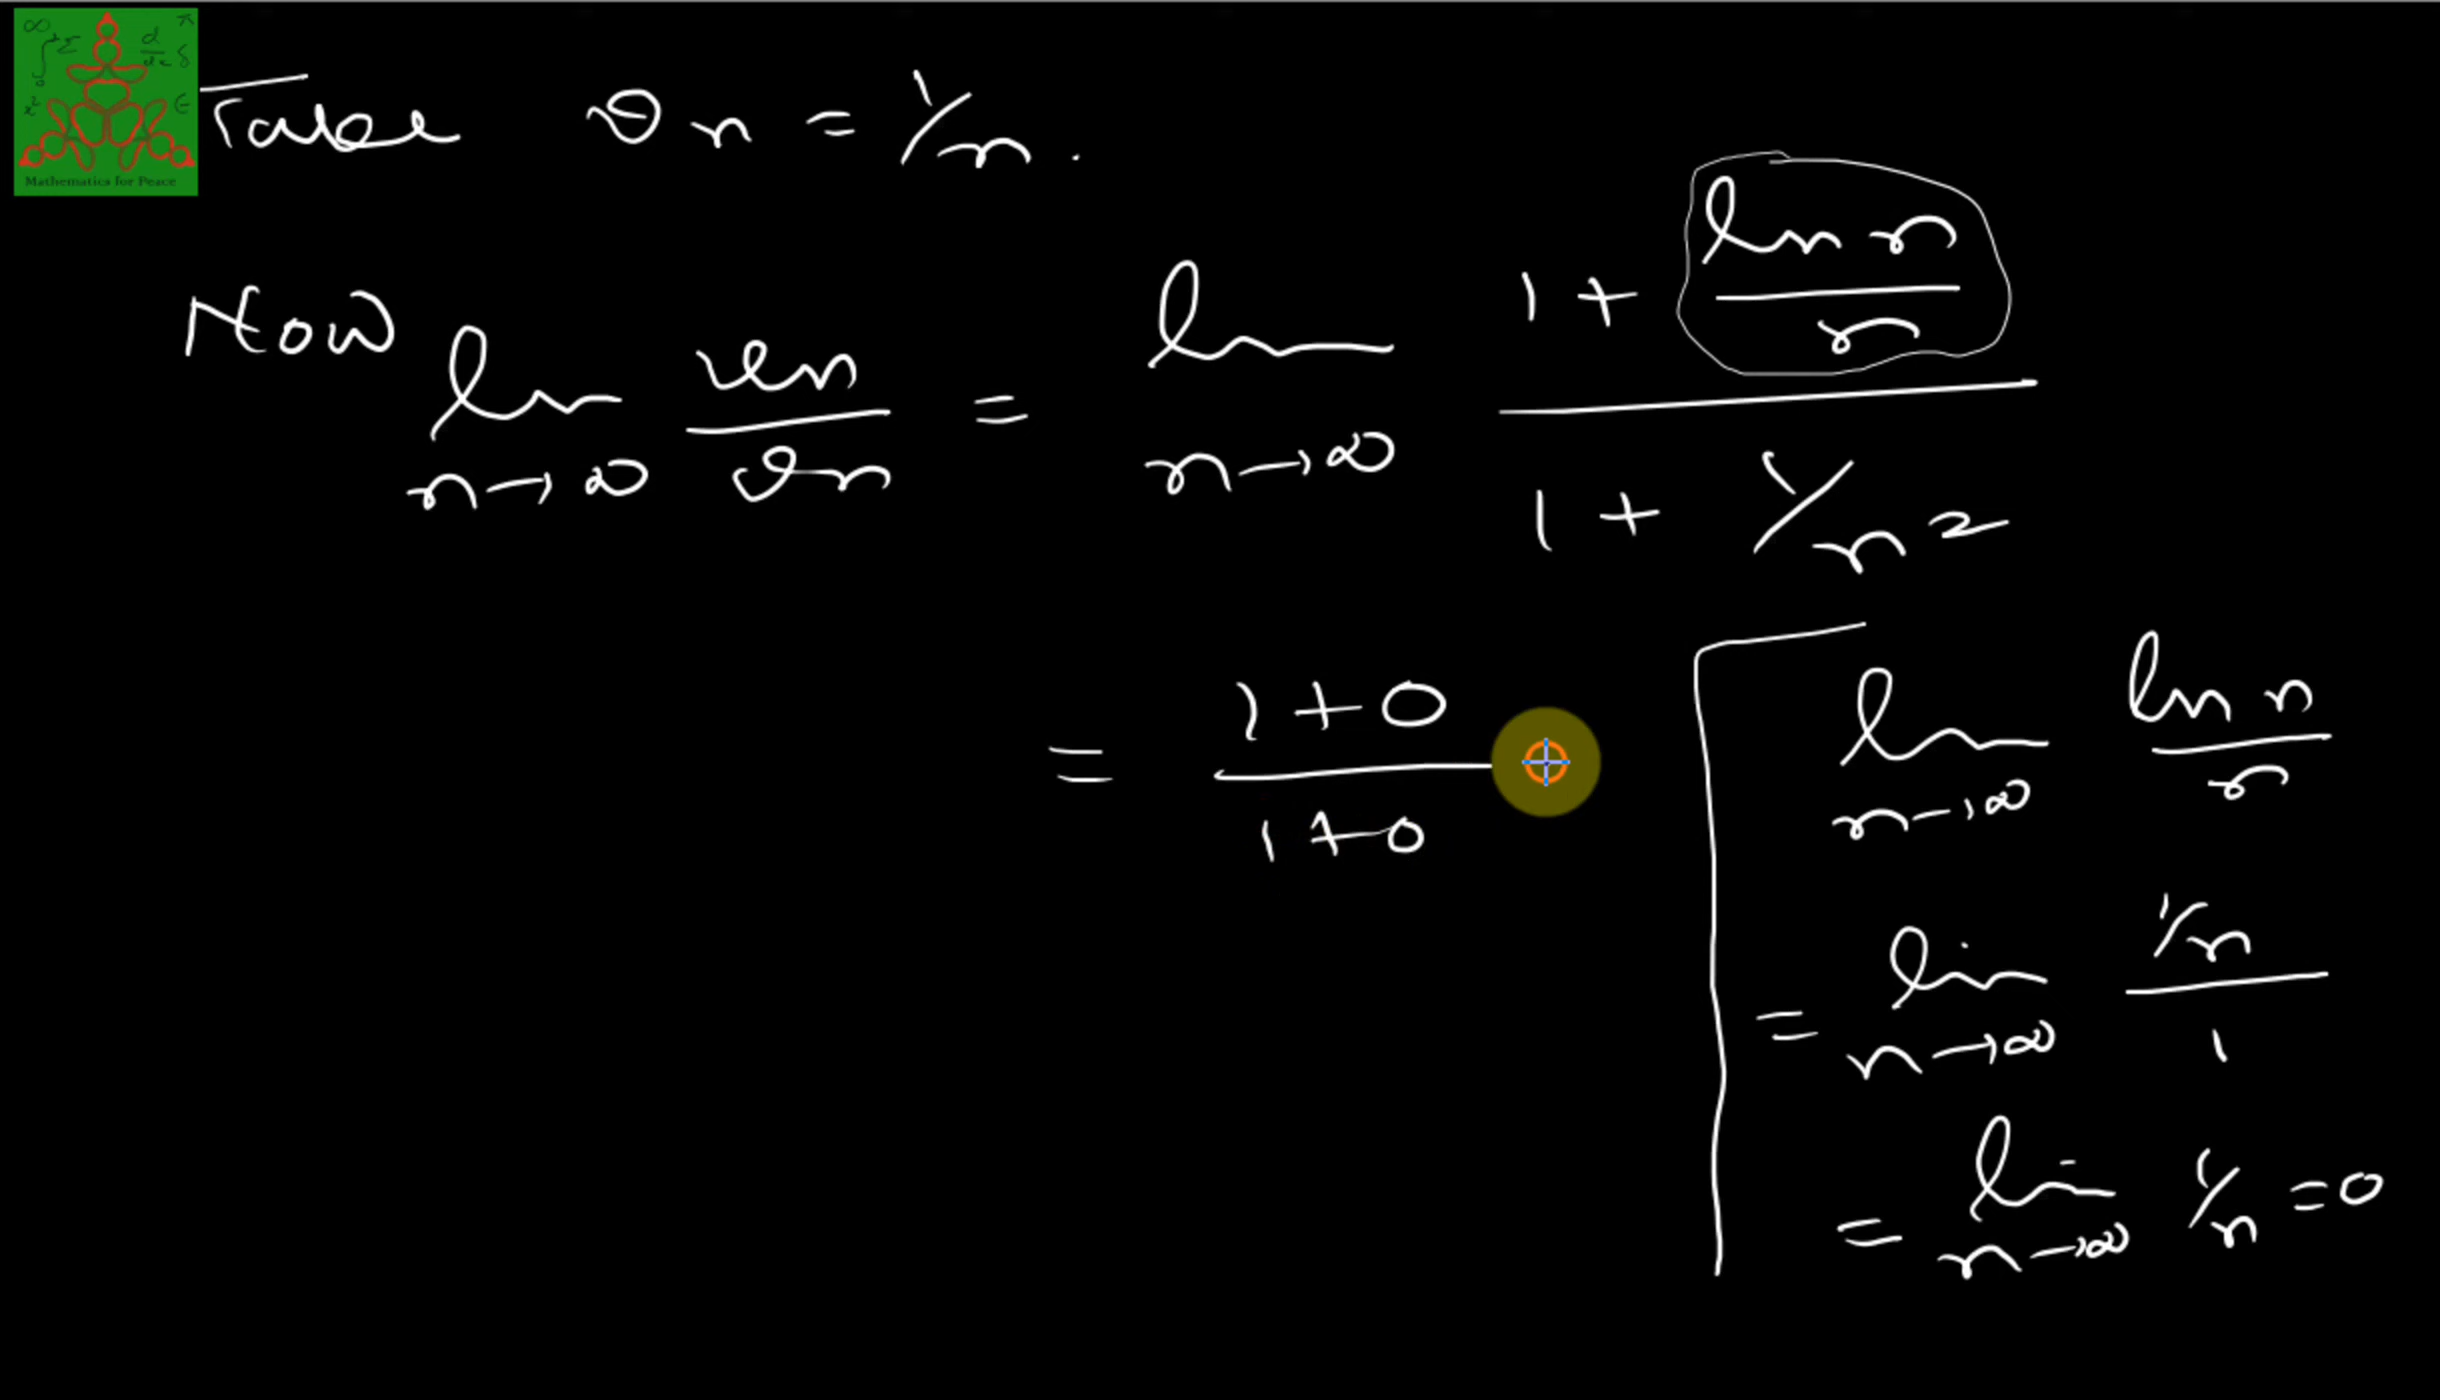 Take vn = 1/n.
Now lim n→∞ un/vn = lim n→∞ (1 + (ln n)/n)/(1 + 1/n²)
= (1+0)/(1+0)
lim n→∞ (ln n)/n
= lim n→∞ (1/n)/1
= lim n→∞ 1/n = 0
Mathematics for Peace